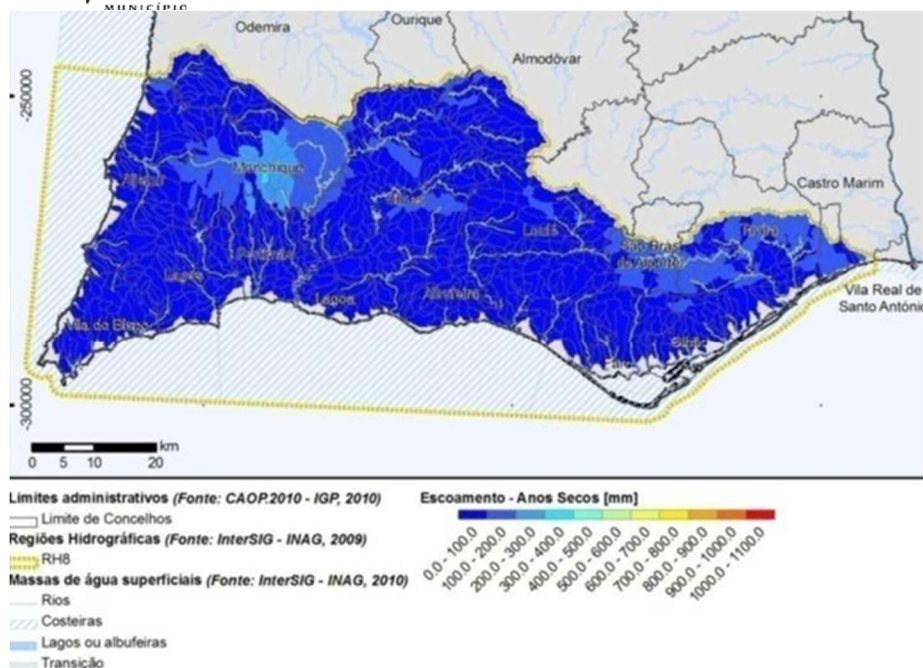 MUNICÍPIO
Odemira
Ourique
Almodôvar
-250000
Monchique
Aljezur
Castro Marim
Silves
Loulé
São Brás
de Alportel
Tavira
Portimão
Lagos
Lagoa
Albufeira
Vila do Bispo
Vila Real de
Santo António
Olhão
Faro
-300000
km
0 5 10 20
Limites administrativos (Fonte: CAOP.2010 - IGP, 2010)
Limite de Concelhos
Regiões Hidrográficas (Fonte: InterSIG - INAG, 2009)
RH8
Massas de água superficiais (Fonte: InterSIG - INAG, 2010)
Rios
Costeiras
Lagos ou albufeiras
Transição
Escoamento - Anos Secos [mm]
0.0 - 100.0
100.0 - 200.0
200.0 - 300.0
300.0 - 400.0
400.0 - 500.0
500.0 - 600.0
600.0 - 700.0
700.0 - 800.0
800.0 - 900.0
900.0 - 1000.0
1000.0 - 1100.0